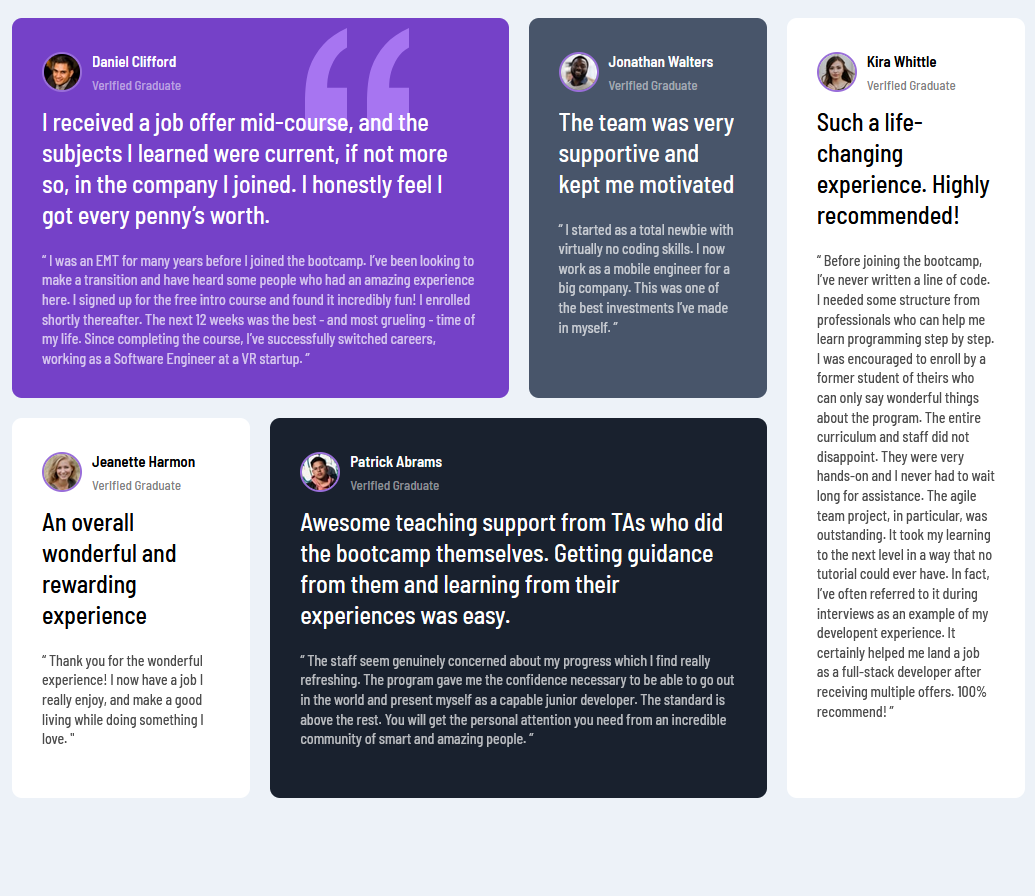 “
Daniel Clifford
Verified Graduate
I received a job offer mid-course, and the
subjects I learned were current, if not more
so, in the company I joined. I honestly feel I
got every penny’s worth.
“ I was an EMT for many years before I joined the bootcamp. I’ve been looking to
make a transition and have heard some people who had an amazing experience
here. I signed up for the free intro course and found it incredibly fun! I enrolled
shortly thereafter. The next 12 weeks was the best - and most grueling - time of
my life. Since completing the course, I’ve successfully switched careers,
working as a Software Engineer at a VR startup. ”
Jonathan Walters
Verified Graduate
The team was very
supportive and
kept me motivated
“ I started as a total newbie with
virtually no coding skills. I now
work as a mobile engineer for a
big company. This was one of
the best investments I’ve made
in myself. ”
Kira Whittle
Verified Graduate
Such a life-
changing
experience. Highly
recommended!
“ Before joining the bootcamp,
I’ve never written a line of code.
I needed some structure from
professionals who can help me
learn programming step by step.
I was encouraged to enroll by a
former student of theirs who
can only say wonderful things
about the program. The entire
curriculum and staff did not
disappoint. They were very
hands-on and I never had to wait
long for assistance. The agile
team project, in particular, was
outstanding. It took my learning
to the next level in a way that no
tutorial could ever have. In fact,
I’ve often referred to it during
interviews as an example of my
developent experience. It
certainly helped me land a job
as a full-stack developer after
receiving multiple offers. 100%
recommend! ”
Jeanette Harmon
Verified Graduate
An overall
wonderful and
rewarding
experience
“ Thank you for the wonderful
experience! I now have a job I
really enjoy, and make a good
living while doing something I
love. "
Patrick Abrams
Verified Graduate
Awesome teaching support from TAs who did
the bootcamp themselves. Getting guidance
from them and learning from their
experiences was easy.
“ The staff seem genuinely concerned about my progress which I find really
refreshing. The program gave me the confidence necessary to be able to go out
in the world and present myself as a capable junior developer. The standard is
above the rest. You will get the personal attention you need from an incredible
community of smart and amazing people. ”